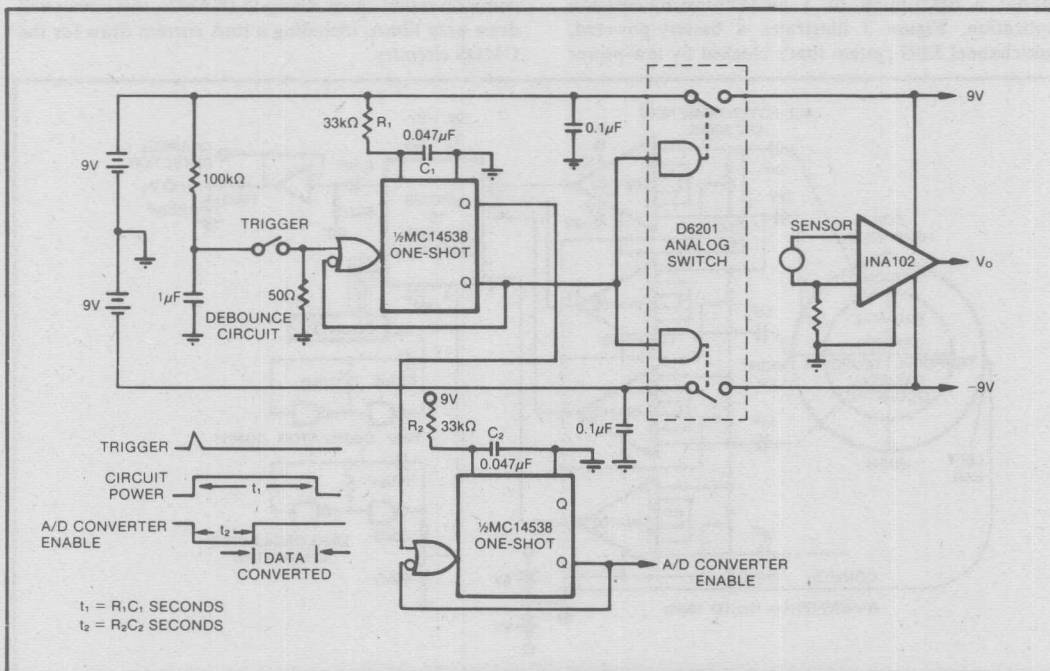 9V
33kΩ
R₁
0.047µF
C₁
0.1µF
9V
100kΩ
TRIGGER
½MC14538
ONE-SHOT
Q
Q
D6201
ANALOG
SWITCH
SENSOR
INA102
V₀
9V
1µF
50Ω
DEBOUNCE
CIRCUIT
9V
R₂
33kΩ
C₂
0.047µF
0.1µF
−9V
TRIGGER
CIRCUIT
POWER
t₁
A/D CONVERTER
ENABLE
t₂
DATA
CONVERTED
½MC14538
ONE-SHOT
Q
Q
A/D CONVERTER
ENABLE
t₁ = R₁C₁ SECONDS
t₂ = R₂C₂ SECONDS